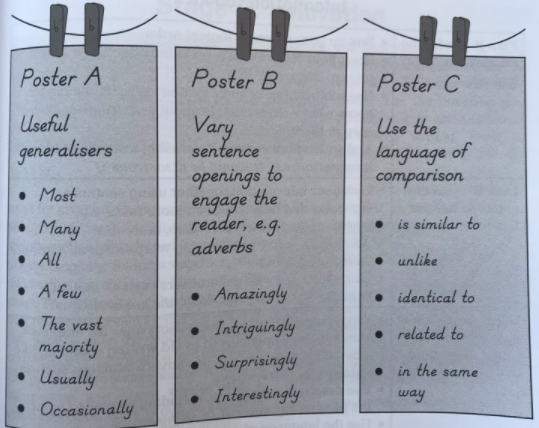 Poster A
Useful
generalisers
• Most
• Many
• All
• A few
• The vast
majority
• Usually
• Occasionally
Poster B
Vary
sentence
openings to
engage the
reader, e.g.
adverbs
• Amazingly
• Intriguingly
• Surprisingly
• Interestingly
Poster C
Use the
language of
comparison
• is similar to
• unlike
• identical to
• related to
• in the same
way